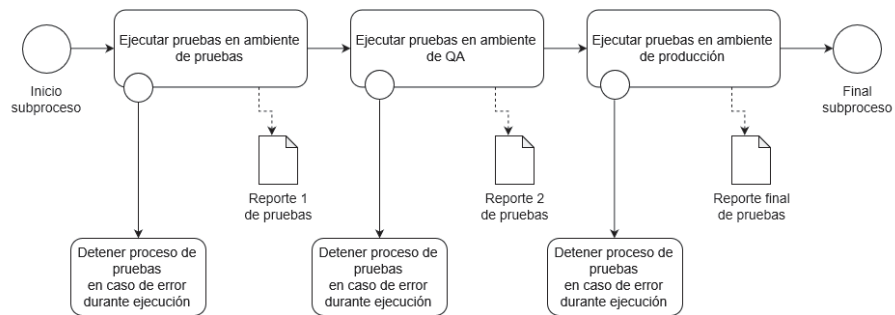 Ejecutar pruebas en ambiente
de pruebas
Ejecutar pruebas en ambiente
de QA
Ejecutar pruebas en ambiente
de producción
Inicio
subproceso
Final
subproceso
Reporte 1
de pruebas
Reporte 2
de pruebas
Reporte final
de pruebas
Detener proceso de
pruebas
en caso de error
durante ejecución
Detener proceso de
pruebas
en caso de error
durante ejecución
Detener proceso de
pruebas
en caso de error
durante ejecución